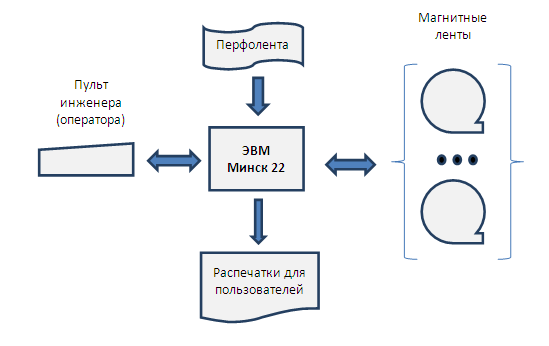 Магнитные
ленты
Перфолента
Пульт
инженера
(оператора)
ЭВМ
Минск 22
Распечатки для
пользователей